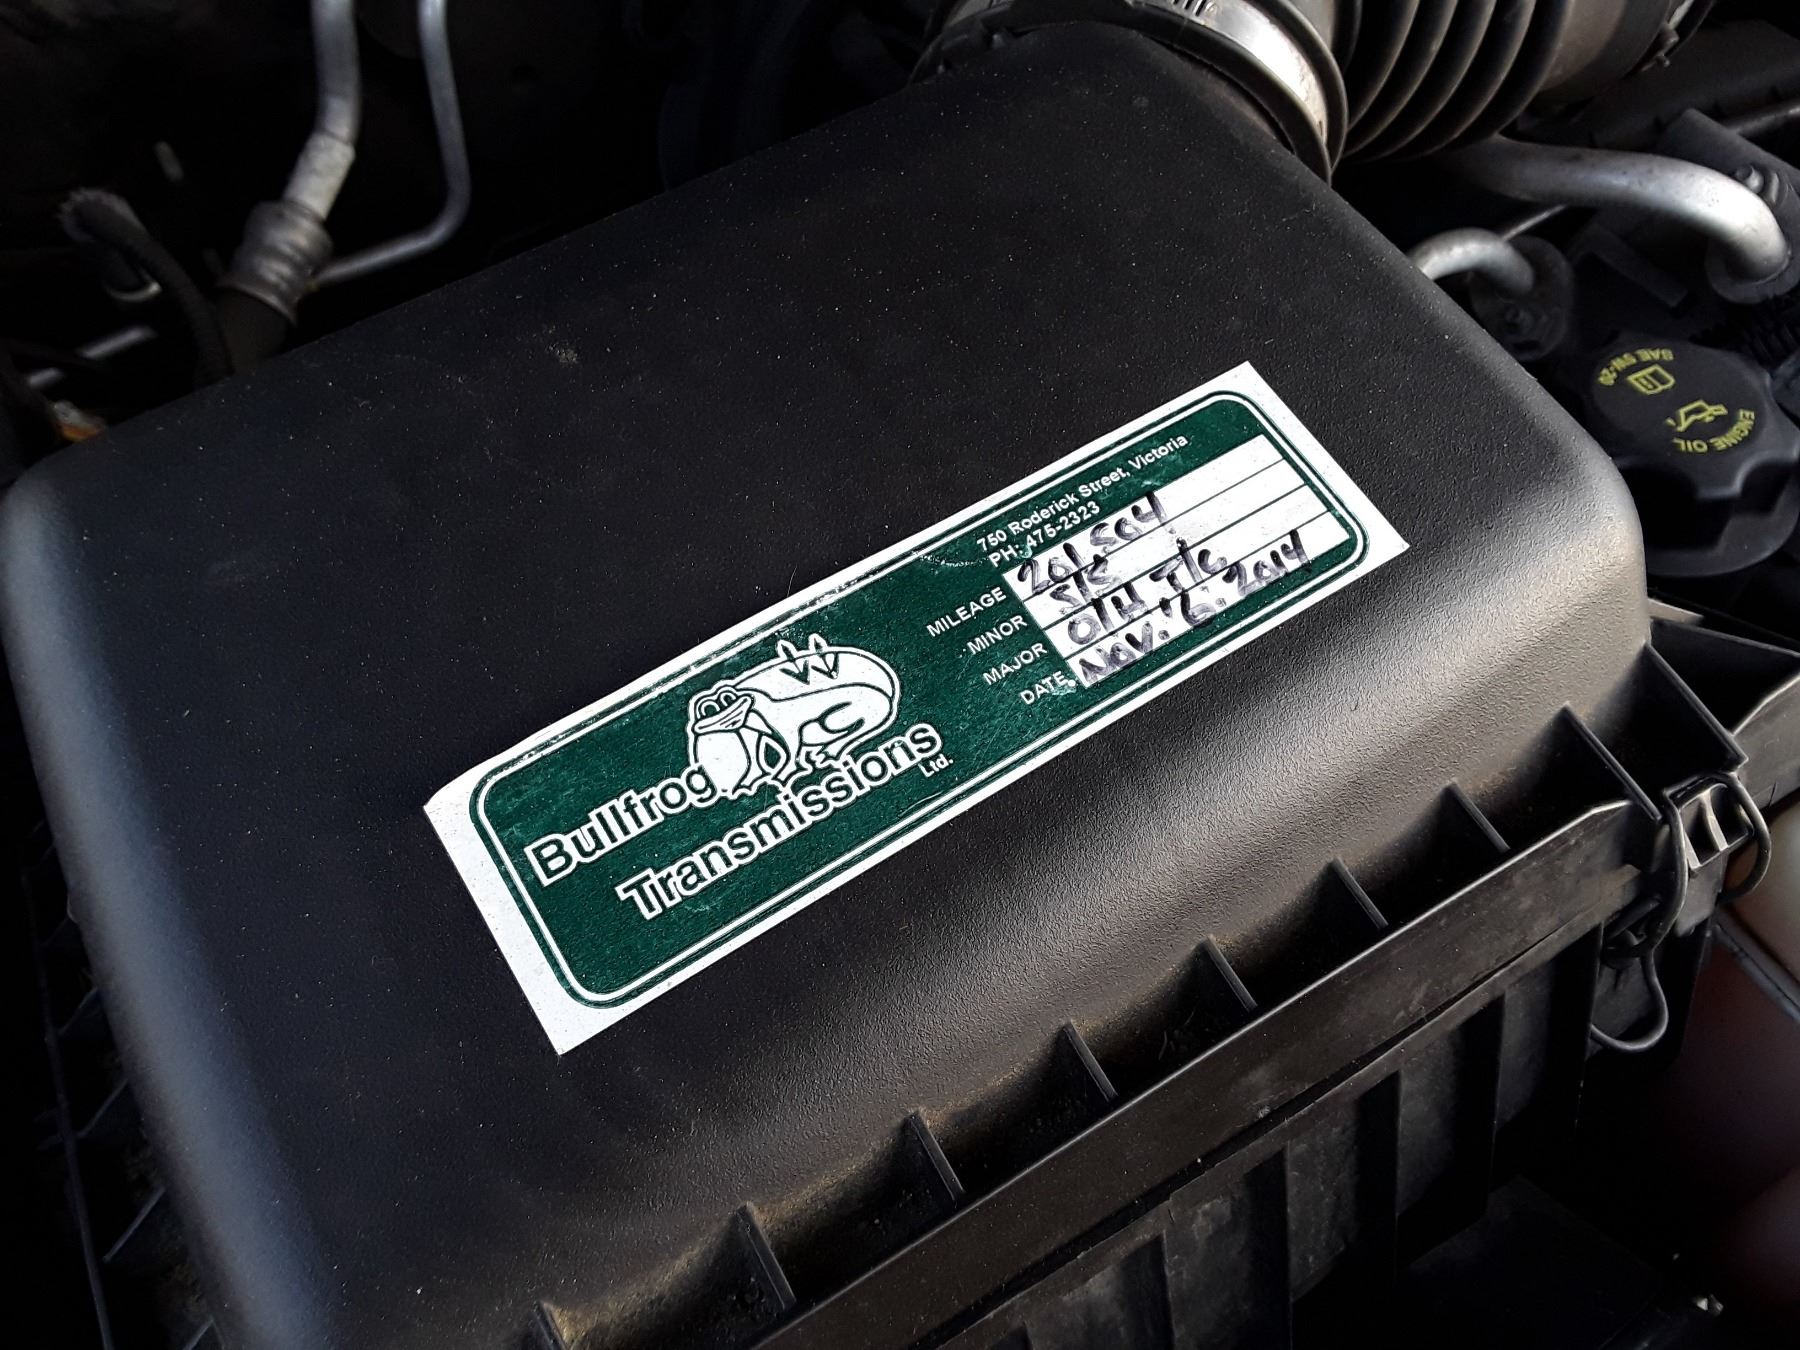 750 Roderick Street, Victoria
PH: 475-2323
MILEAGE 201,504
MINOR S/S
MAJOR O/H T/C
DATE Nov. 2014
Bullfrog
Transmissions
Ltd.
SAE 5W-20
ENGINE OIL